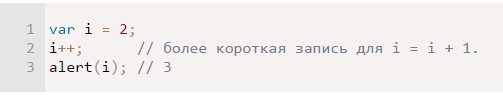 1 var i = 2;
2 i++;       // более короткая запись для i = i + 1.
3 alert(i); // 3